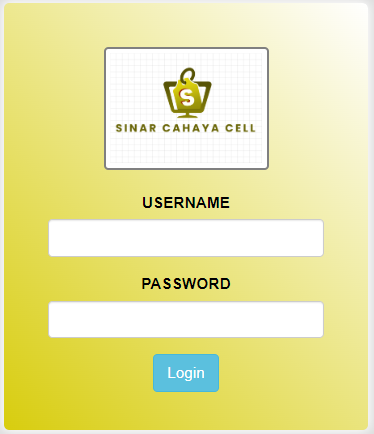 S
SINAR CAHAYA CELL
USERNAME
PASSWORD
Login